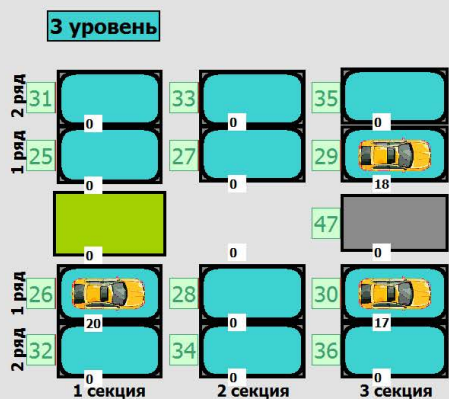 3 уровень
2 ряд 31 33 35
0 0 0
1 ряд 25 27 29
0 0 18
47
0 0 0
1 ряд 26 28 30
20 0 17
2 ряд 32 34 36
0 0 0
1 секция 2 секция 3 секция